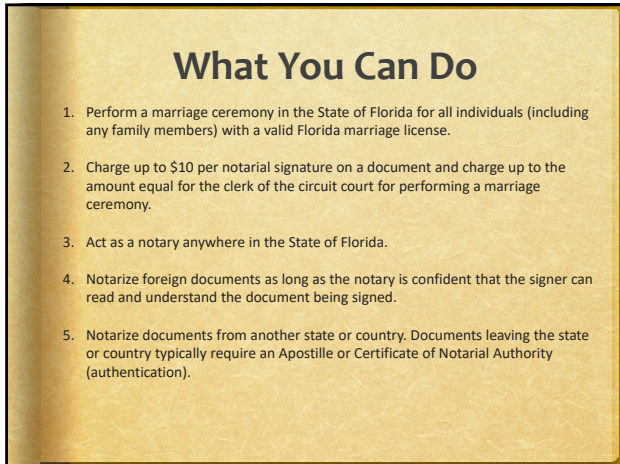 What You Can Do
1. Perform a marriage ceremony in the State of Florida for all individuals (including
any family members) with a valid Florida marriage license.
2. Charge up to $10 per notarial signature on a document and charge up to the
amount equal for the clerk of the circuit court for performing a marriage
ceremony.
3. Act as a notary anywhere in the State of Florida.
4. Notarize foreign documents as long as the notary is confident that the signer can
read and understand the document being signed.
5. Notarize documents from another state or country. Documents leaving the state
or country typically require an Apostille or Certificate of Notarial Authority
(authentication).